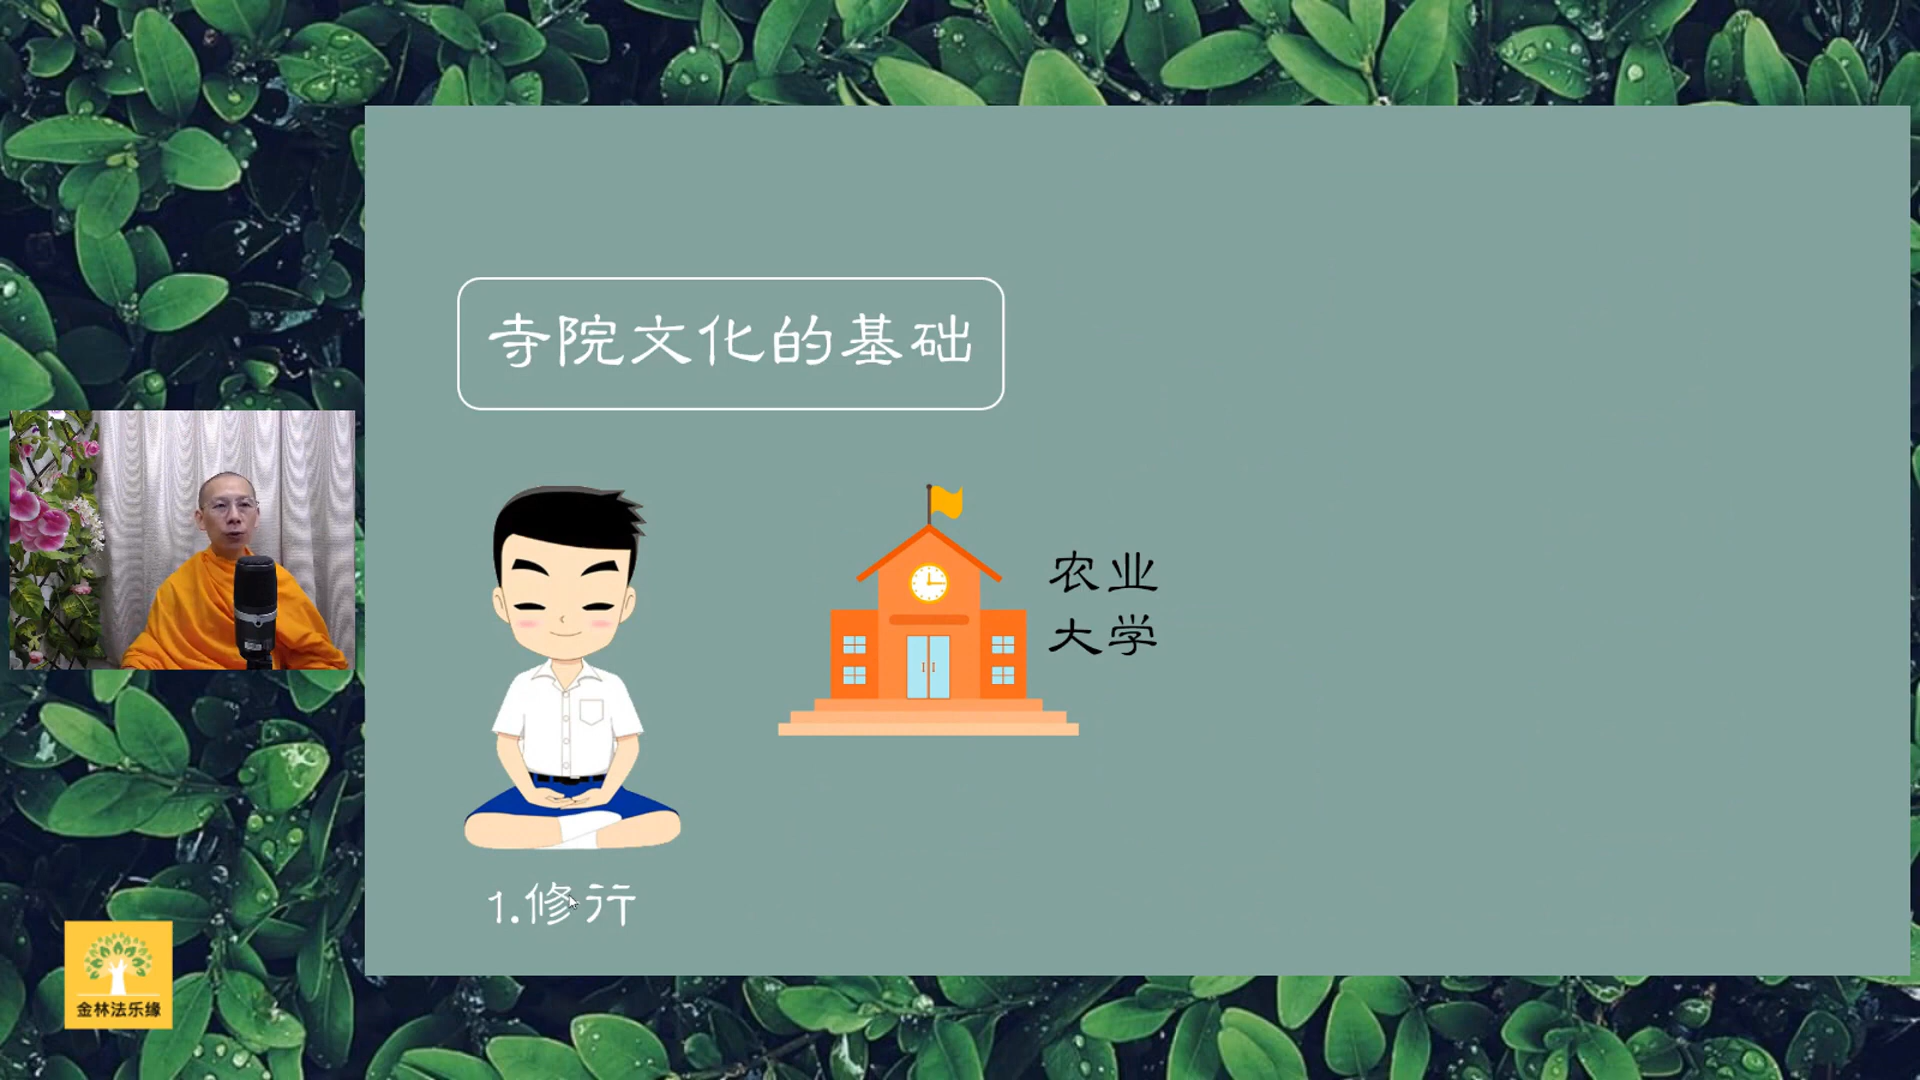 寺院文化的基础
农业
大学
1.修行
金林法乐缘